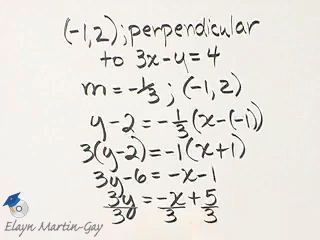 (-1,2); perpendicular
to 3x-y=4
m = -1/3 ; (-1,2)
y-2 = -1/3(x-(-1))
3(y-2) = -1(x+1)
3y-6 = -x-1
3y/3 = -x/3 + 5/3
Elayn Martin-Gay